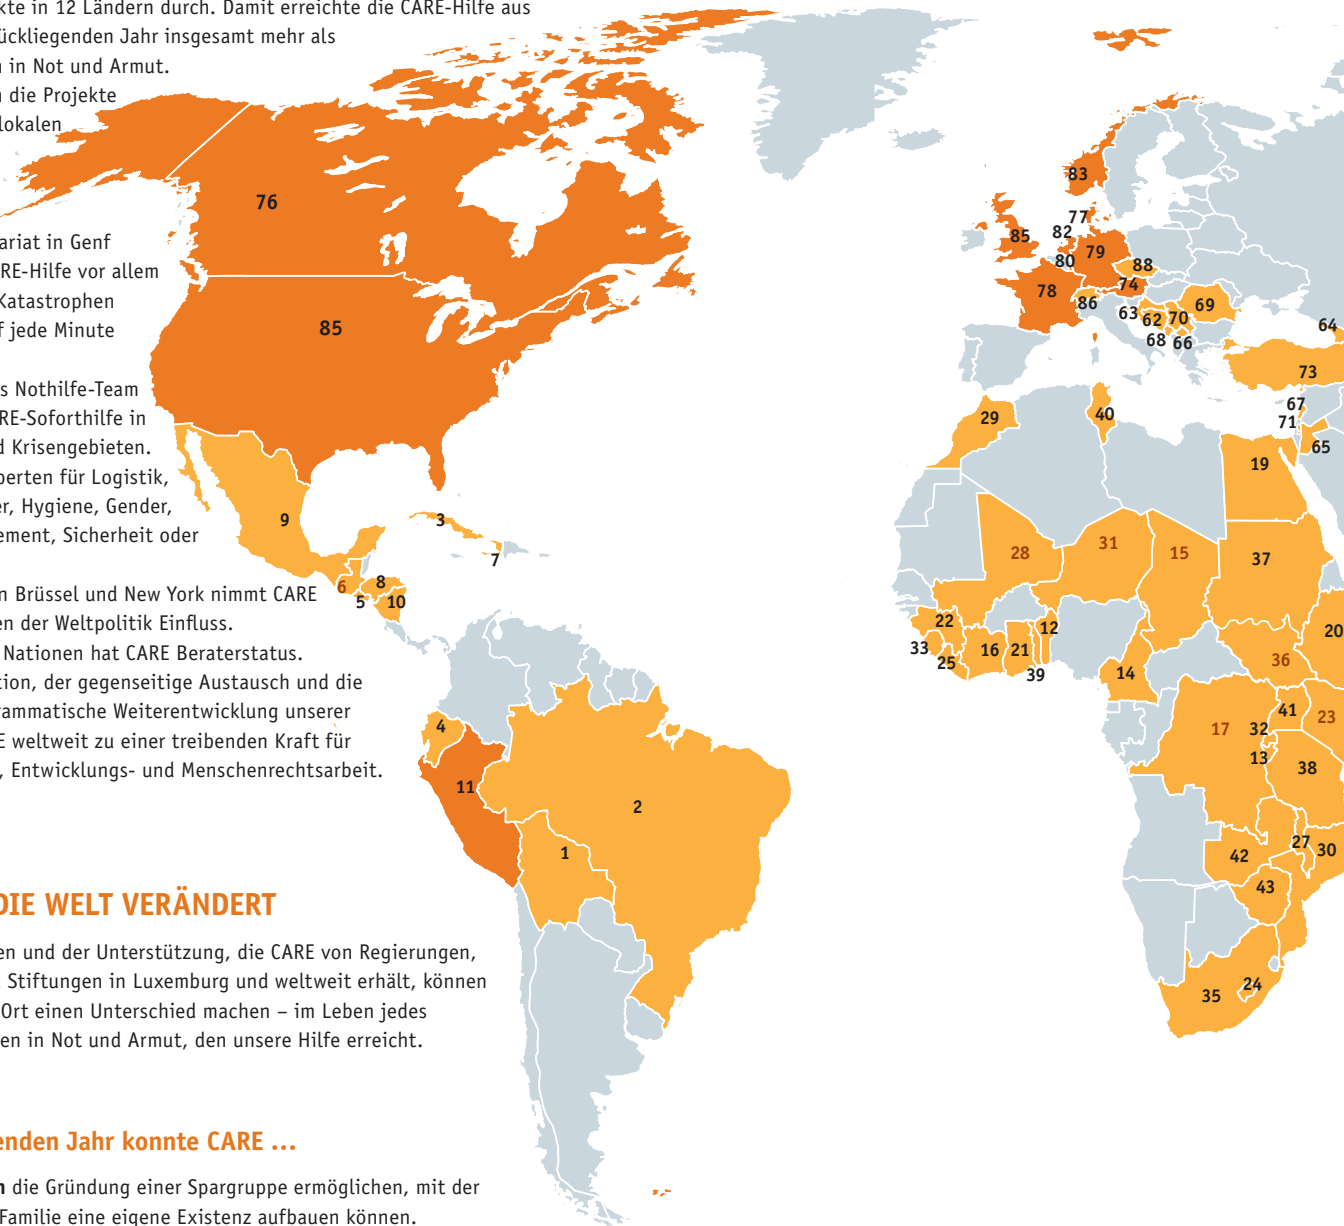 kte in 12 Ländern durch. Damit erreichte die CARE-Hilfe aus
ückliegenden Jahr insgesamt mehr als
in Not und Armut.
die Projekte
lokalen
ariat in Genf
RE-Hilfe vor allem
Katastrophen
f jede Minute
s Nothilfe-Team
RE-Soforthilfe in
d Krisengebieten.
perten für Logistik,
er, Hygiene, Gender,
ement, Sicherheit oder
n Brüssel und New York nimmt CARE
en der Weltpolitik Einfluss.
Nationen hat CARE Beraterstatus.
tion, der gegenseitige Austausch und die
rammatische Weiterentwicklung unserer
E weltweit zu einer treibenden Kraft für
, Entwicklungs- und Menschenrechtsarbeit.
DIE WELT VERÄNDERT
en und der Unterstützung, die CARE von Regierungen,
Stiftungen in Luxemburg und weltweit erhält, können
Ort einen Unterschied machen – im Leben jedes
en in Not und Armut, den unsere Hilfe erreicht.
enden Jahr konnte CARE ...
n die Gründung einer Spargruppe ermöglichen, mit der
Familie eine eigene Existenz aufbauen können.
76
85
9
3
7
6
8
5
10
4
11
2
1
83
77
85
82
79
80
88
78
74
86
63
62
70
69
68
66
64
73
67
71
65
29
40
19
28
31
15
37
22
12
20
33
16
21
25
39
14
36
41
23
17
32
13
38
27
30
42
43
24
35